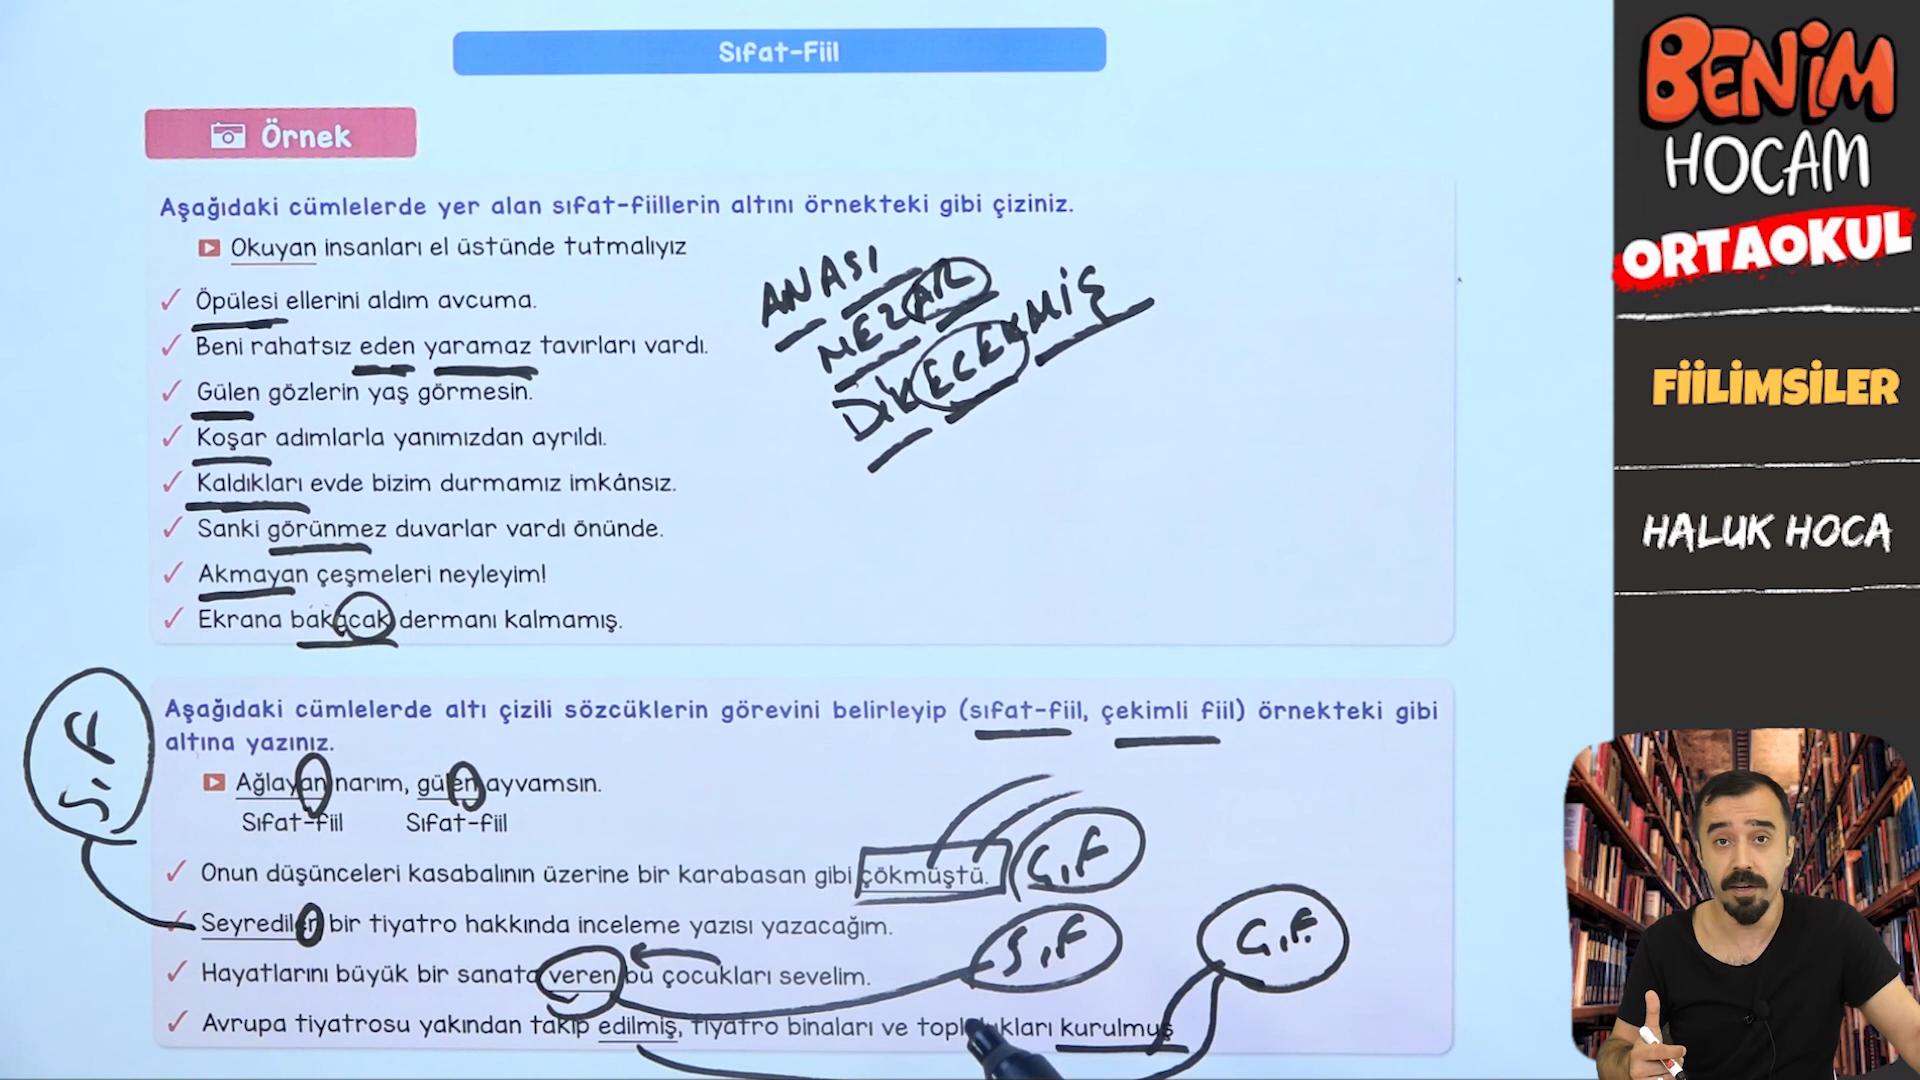 Sıfat-Fiil
Örnek
Aşağıdaki cümlelerde yer alan sıfat-fiillerin altını örnekteki gibi çiziniz.
Okuyan insanları el üstünde tutmalıyız
Öpülesi ellerini aldım avcuma.
Beni rahatsız eden yaramaz tavırları vardı.
Gülen gözlerin yaş görmesin.
Koşar adımlarla yanımızdan ayrıldı.
Kaldıkları evde bizim durmamız imkânsız.
Sanki görünmez duvarlar vardı önünde.
Akmayan çeşmeleri neyleyim!
Ekrana bakacak dermanı kalmamış.
ANASI
MEZAR
DİKECEKMİŞ
Aşağıdaki cümlelerde altı çizili sözcüklerin görevini belirleyip (sıfat-fiil, çekimli fiil) örnekteki gibi
altına yazınız.
Ağlayan narım, gülen ayvamsın.
Sıfat-fiil Sıfat-fiil
Onun düşünceleri kasabalının üzerine bir karabasan gibi çökmüştü. Ç.F
S.F Seyredilen bir tiyatro hakkında inceleme yazısı yazacağım.
Hayatlarını büyük bir sanata veren bu çocukları sevelim. S.F
Avrupa tiyatrosu yakından takip edilmiş, tiyatro binaları ve toplulukları kurulmuş Ç.F.
BENİM
HOCAM
ORTAOKUL
FİİLİMSİLER
HALUK HOCA